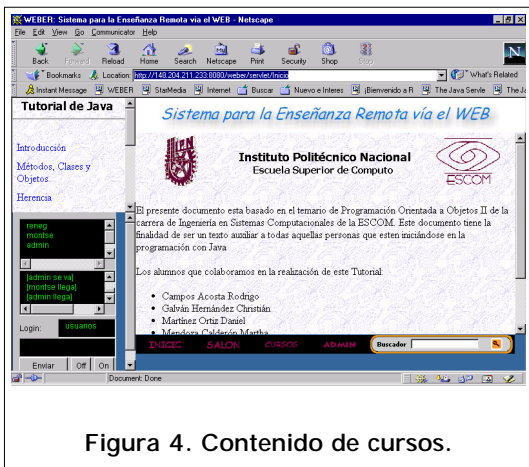 WEBER: Sistema para la Enseñanza Remota via el WEB - Netscape
File Edit View Go Communicator Help
Back Forward Reload Home Search Netscape Print Security Shop Stop
N
Bookmarks Location: http://148.204.211.233:8080/weber/servlet/Inicio What's Related
Instant Message WEBER StarMedia Internet Buscar Nuevo e Interes ¡Bienvenido a R The Java Servle The Ja
Tutorial de Java
Introducción
Métodos, Clases y
Objetos.
Herencia
reneg
montse
admin
[admin se va]
[montse llega]
[admin llega]
Login: usuarios
Enviar Off On
Sistema para la Enseñanza Remota vía el WEB
IPN
Instituto Politécnico Nacional
Escuela Superior de Computo
ESCOM
El presente documento esta basado en el temario de Programación Orientada a Objetos II de la
carrera de Ingeniería en Sistemas Computacionales de la ESCOM. Este documento tiene la
finalidad de ser un texto auxiliar a todas aquellas personas que esten iniciándose en la
programación con Java
Los alumnos que colaboramos en la realización de este Tutorial:
• Campos Acosta Rodrigo
• Galván Hernández Christián
• Martínez Ortiz Daniel
• Mendoza Calderón Martha
INICIO SALON CURSOS ADMIN Buscador
Document: Done
Figura 4. Contenido de cursos.